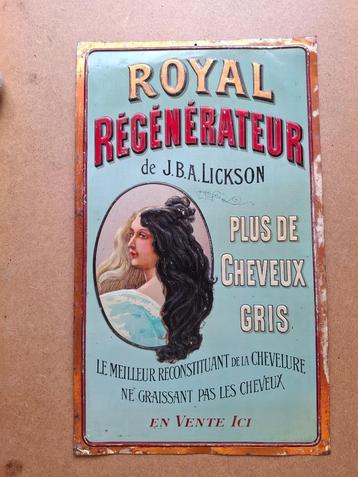 ROYAL
RÉGÉNÉRATEUR
de J.B.A. LICKSON
PLUS DE
CHEVEUX
GRIS
LE MEILLEUR RECONSTITUANT DE LA CHEVELURE
NE GRAISSANT PAS LES CHEVEUX
EN VENTE ICI